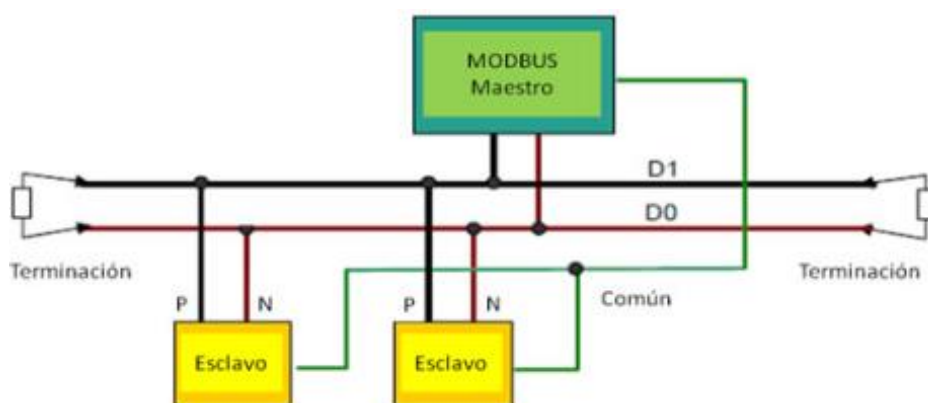 MODBUS
Maestro
D1
D0
Terminación
Terminación
Común
P
N
P
N
Esclavo
Esclavo